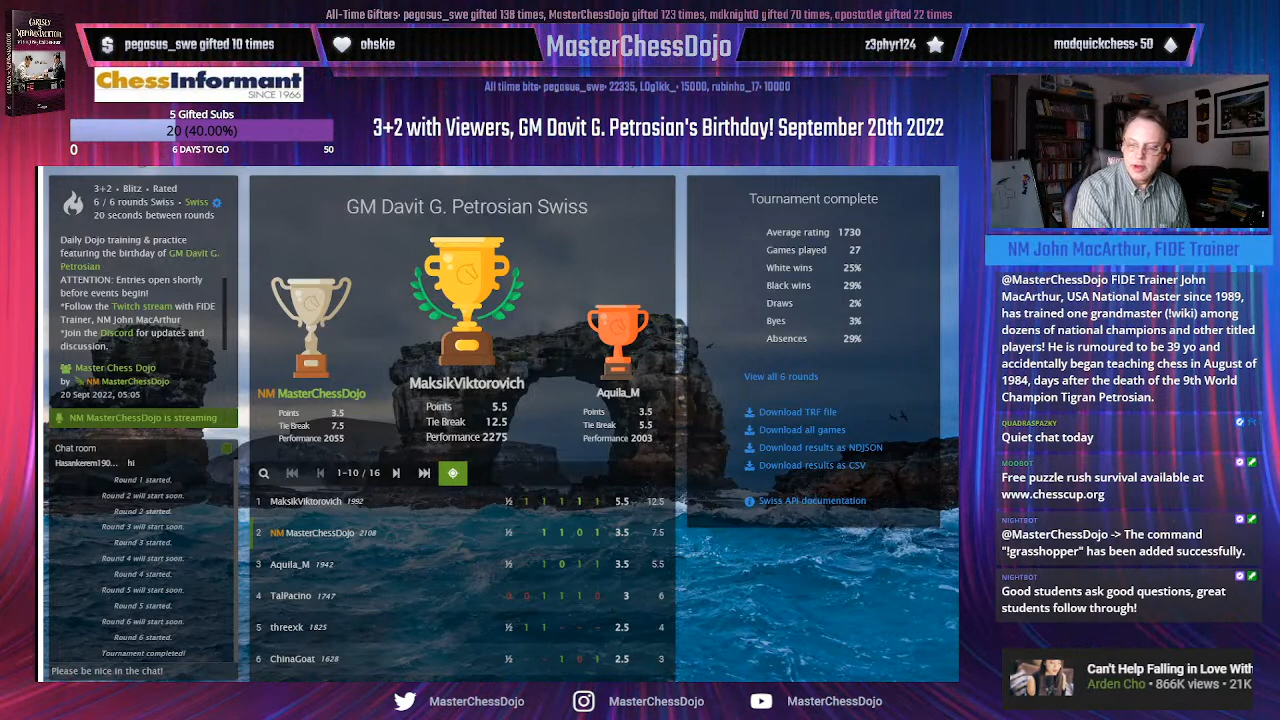 All-Time Gifters• pegasus_swe gifted 138 times, MasterChessDojo gifted 123 times, mdknight0 gifted 70 times, apostatlet gifted 22 times
pegasus_swe gifted 10 times
ohskie
MasterChessDojo
z3phyr124
madquickchess• 50
ChessInformant
SINCE 1966
All tiime bits• pegasus_swe• 22335, L0g1kk_• 15000, rubinho_17• 10000
5 Gifted Subs
20 (40.00%)
0
6 DAYS TO GO
50
3+2 with Viewers, GM Davit G. Petrosian's Birthday! September 20th 2022
3+2 • Blitz • Rated
6 / 6 rounds Swiss • Swiss
20 seconds between rounds
Daily Dojo training & practice
featuring the birthday of GM Davit G.
Petrosian
ATTENTION: Entries open shortly
before events begin!
*Follow the Twitch stream with FIDE
Trainer, NM John MacArthur
*Join the Discord for updates and
discussion.
Master Chess Dojo
by NM MasterChessDojo
20 Sept 2022, 05:05
NM MasterChessDojo is streaming
Chat room
Hasankerem190... hi
Round 1 started.
Round 2 will start soon.
Round 2 started.
Round 3 will start soon.
Round 3 started.
Round 4 will start soon.
Round 4 started.
Round 5 will start soon.
Round 5 started.
Round 6 will start soon.
Round 6 started.
Tournament completed!
Please be nice in the chat!
GM Davit G. Petrosian Swiss
NM MasterChessDojo
Points 3.5
Tie Break 7.5
Performance 2055
MaksikViktorovich
Points 5.5
Tie Break 12.5
Performance 2275
Aquila_M
Points 3.5
Tie Break 5.5
Performance 2003
1-10 / 16
1 MaksikViktorovich 1992 ½ 1 1 1 1 1 5.5 12.5
2 NM MasterChessDojo 2108 ½ 1 1 0 1 3.5 7.5
3 Aquila_M 1942 ½ 1 0 1 1 3.5 5.5
4 TalPacino 1747 0 0 1 1 1 0 3 6
5 threexk 1825 ½ 1 1 - - - 2.5 4
6 ChinaGoat 1628 ½ - 1 0 1 2.5 3
Tournament complete
Average rating 1730
Games played 27
White wins 25%
Black wins 29%
Draws 2%
Byes 3%
Absences 29%
View all 6 rounds
Download TRF file
Download all games
Download results as NDJSON
Download results as CSV
Swiss API documentation
NM John MacArthur, FIDE Trainer
@MasterChessDojo FIDE Trainer John
MacArthur, USA National Master since 1989,
has trained one grandmaster (!wiki) among
dozens of national champions and other titled
players! He is rumoured to be 39 yo and
accidentally began teaching chess in August of
1984, days after the death of the 9th World
Champion Tigran Petrosian.
QUADRASPAZKY
Quiet chat today
MOOBOT
Free puzzle rush survival available at
www.chesscup.org
NIGHTBOT
@MasterChessDojo -> The command
"!grasshopper" has been added successfully.
NIGHTBOT
Good students ask good questions, great
students follow through!
Can't Help Falling in Love With
Arden Cho • 866K views • 21K
MasterChessDojo
MasterChessDojo
MasterChessDojo